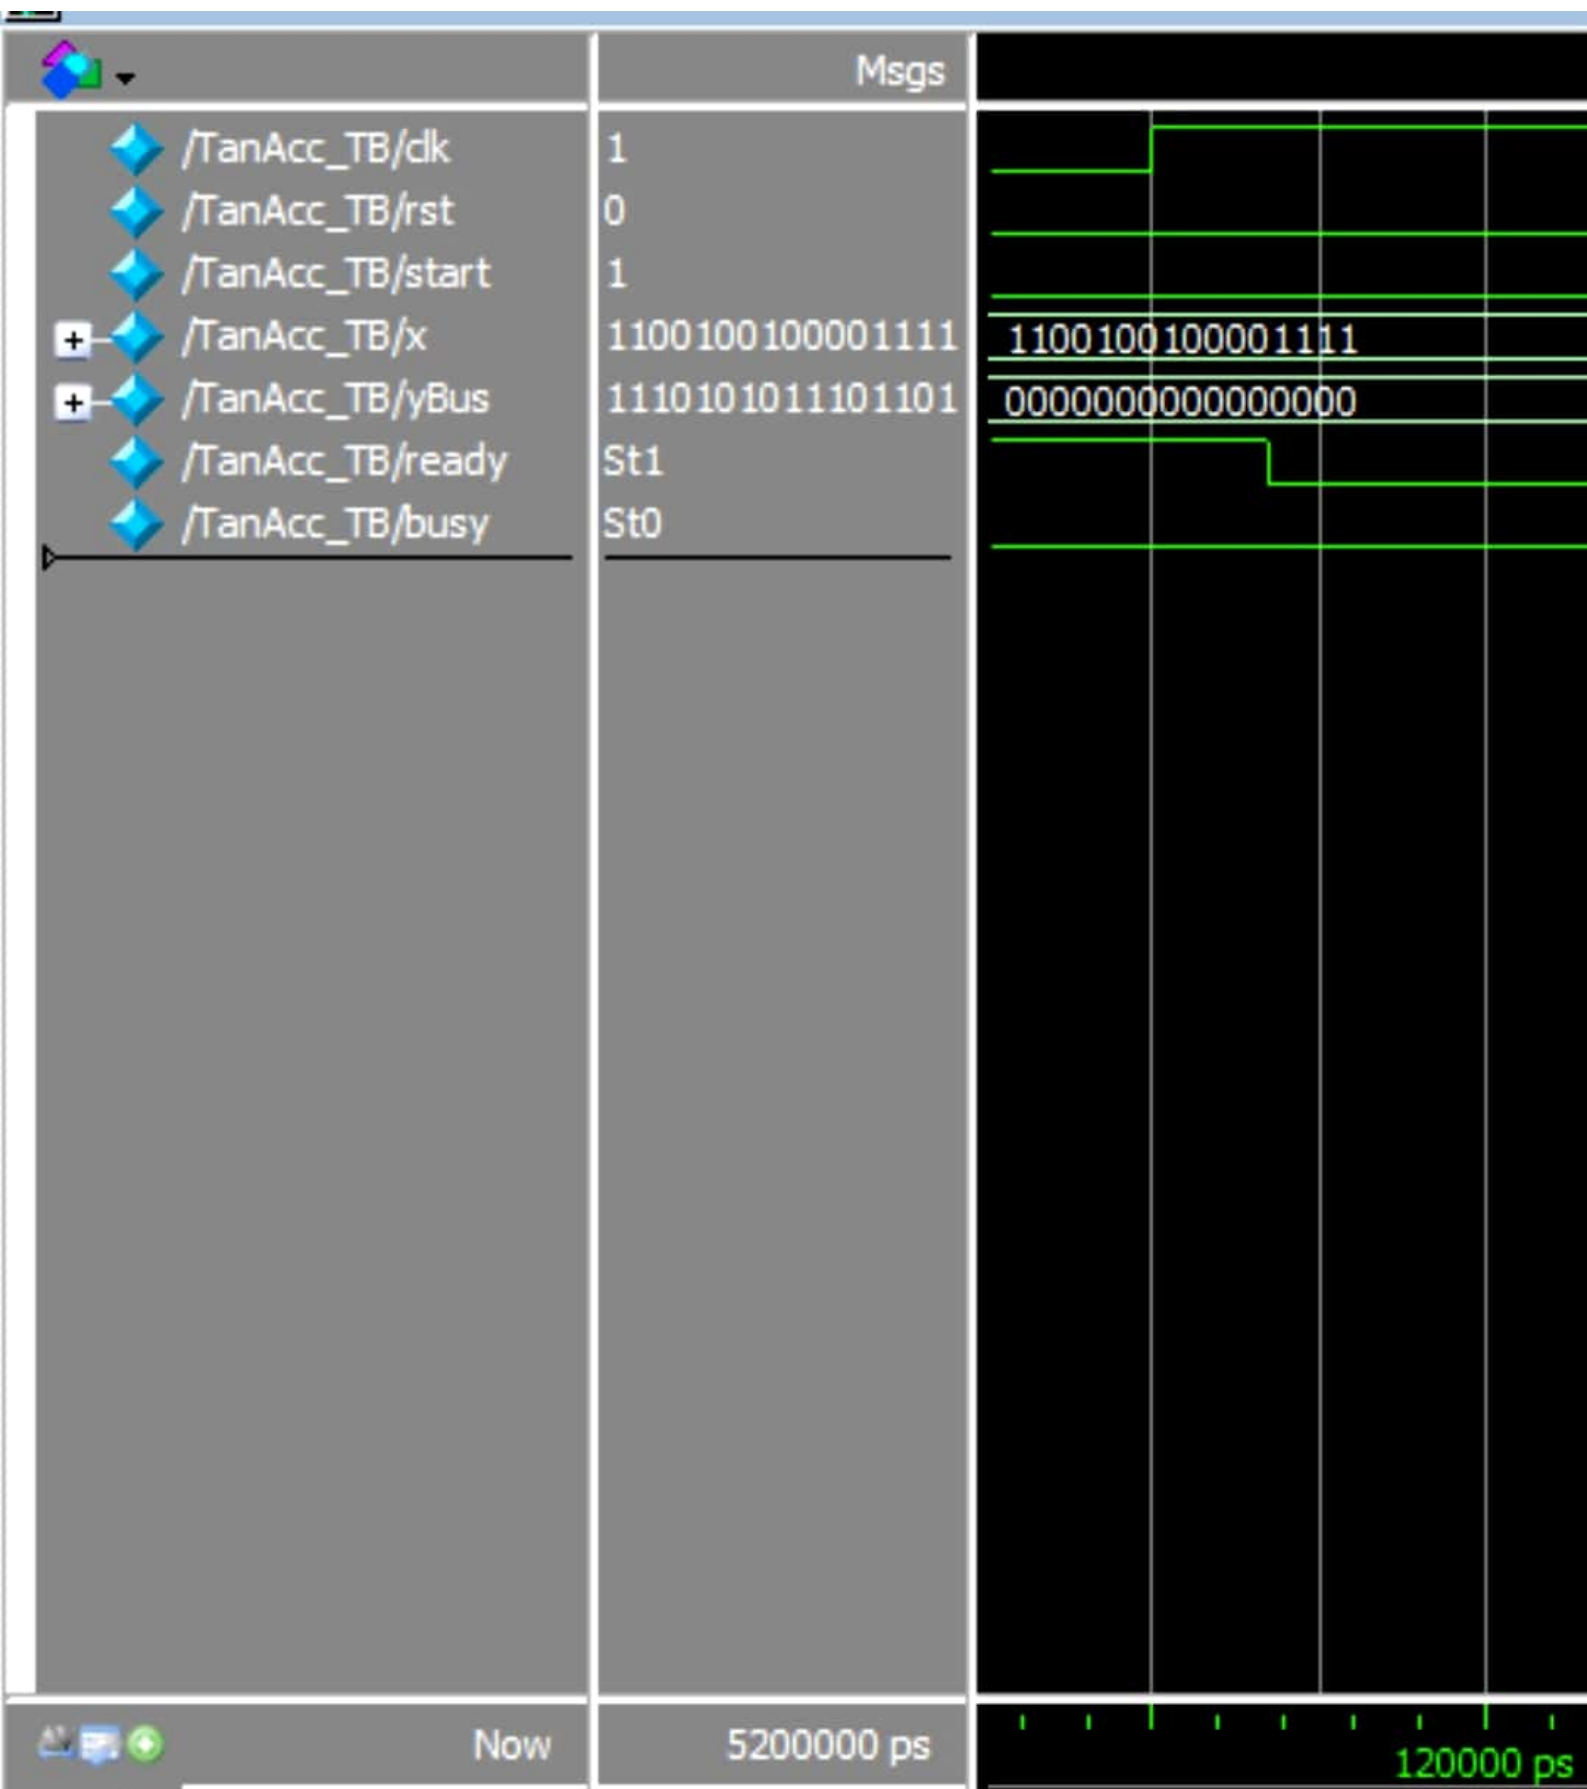 Msgs
/TanAcc_TB/clk 1
/TanAcc_TB/rst 0
/TanAcc_TB/start 1
/TanAcc_TB/x 1100100100001111 1100100100001111
/TanAcc_TB/yBus 1110101011101101 0000000000000000
/TanAcc_TB/ready St1
/TanAcc_TB/busy St0
Now 5200000 ps
120000 ps